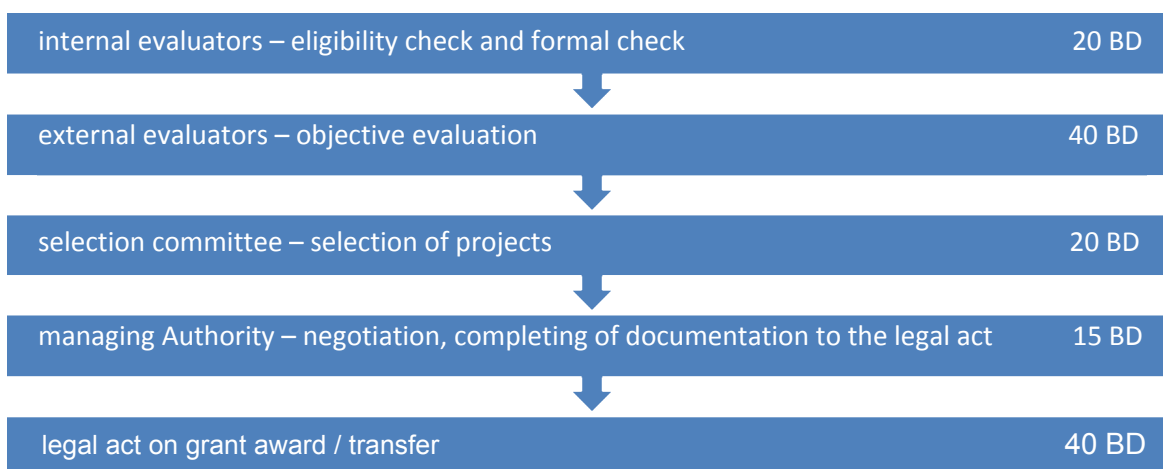 internal evaluators – eligibility check and formal check 20 BD
external evaluators – objective evaluation 40 BD
selection committee – selection of projects 20 BD
managing Authority – negotiation, completing of documentation to the legal act 15 BD
legal act on grant award / transfer 40 BD